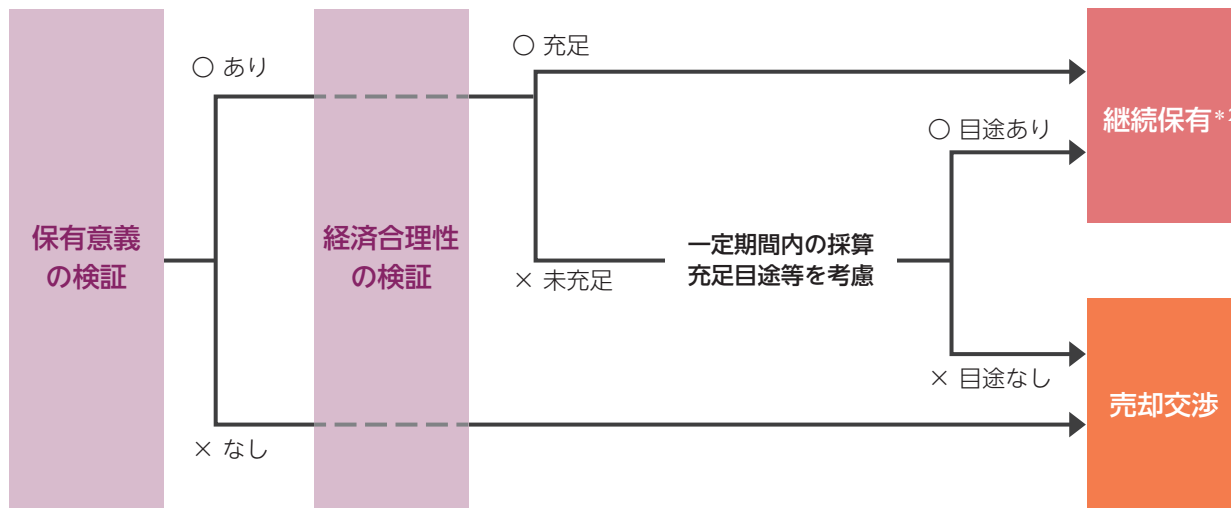 保有意義
の検証
○ あり
× なし
経済合理性
の検証
○ 充足
× 未充足
一定期間内の採算
充足目途等を考慮
○ 目途あり
× 目途なし
継続保有*
売却交渉